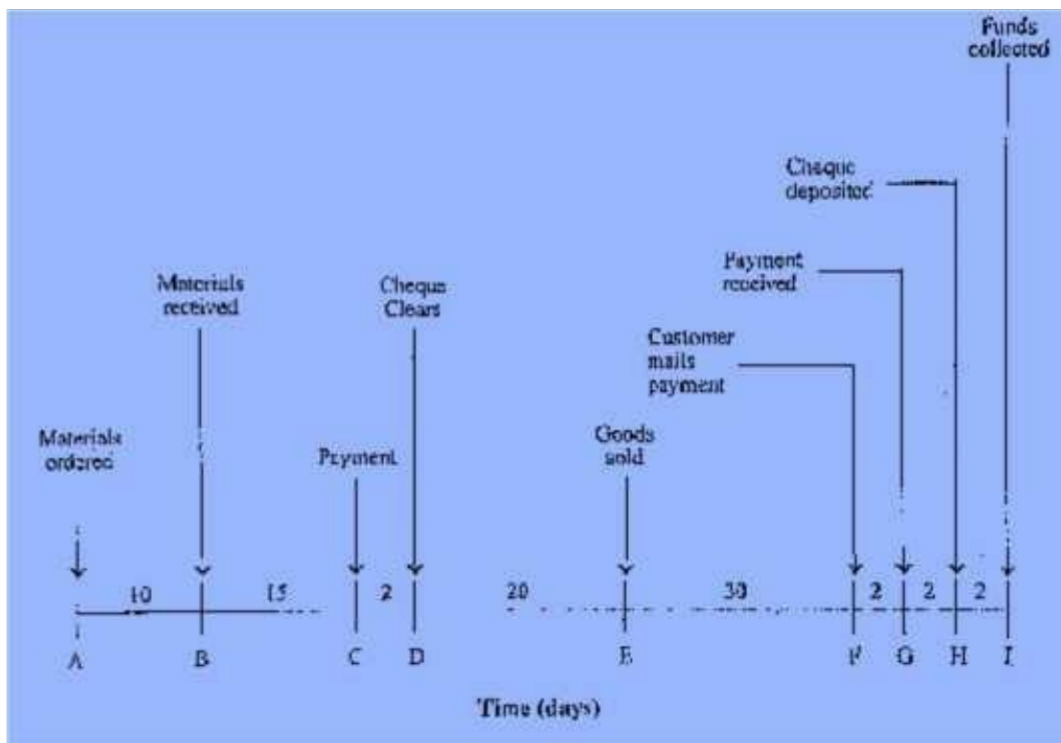 Funds
collected
Cheque
deposited
Payment
received
Materials
received
Cheque
Clears
Customer
mails
payment
Materials
ordered
Payment
Goods
sold
10 15 2 20 30 2 2 2
A B C D E F G H I
Time (days)